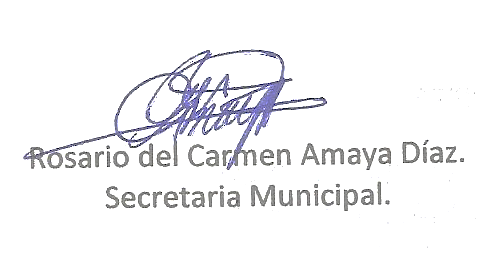 Rosario del Carmen Amaya Díaz.
Secretaria Municipal.